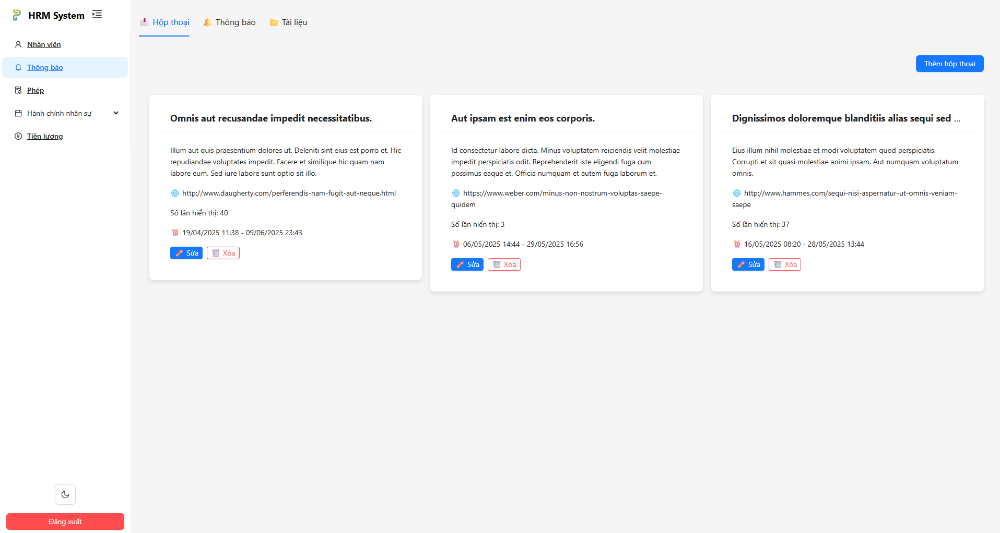 HRM System
Nhân viên
Thông báo
Phép
Hành chính nhân sự
Tiền lương
Đăng xuất
Hộp thoại
Thông báo
Tài liệu
Thêm hộp thoại
Omnis aut recusandae impedit necessitatibus.
Illum aut quis praesentium dolores ut. Deleniti sint eius est porro et. Hic
repudiandae voluptates impedit. Facere et similique hic quam nam
labore eum. Sed iure labore sunt optio sit illo.
http://www.daugherty.com/perferendis-nam-fugit-aut-neque.html
Số lần hiển thị: 40
19/04/2025 11:38 - 09/06/2025 23:43
Sửa
Xóa
Aut ipsam est enim eos corporis.
Id consectetur labore dicta. Minus voluptatem reiciendis velit molestiae
impedit perspiciatis odit. Reprehenderit iste eligendi fuga cum
possimus eaque et. Officia numquam et autem fuga laborum et.
https://www.weber.com/minus-non-nostrum-voluptas-saepe-
quidem
Số lần hiển thị: 3
06/05/2025 14:44 - 29/05/2025 16:56
Sửa
Xóa
Dignissimos doloremque blanditiis alias sequi sed ...
Eius illum nihil molestiae et modi voluptatem quod perspiciatis.
Corrupti et sit quasi molestiae animi ipsam. Aut numquam voluptatum
omnis.
http://www.hammes.com/sequi-nisi-aspernatur-ut-omnis-veniam-
saepe
Số lần hiển thị: 37
16/05/2025 08:20 - 28/05/2025 13:44
Sửa
Xóa